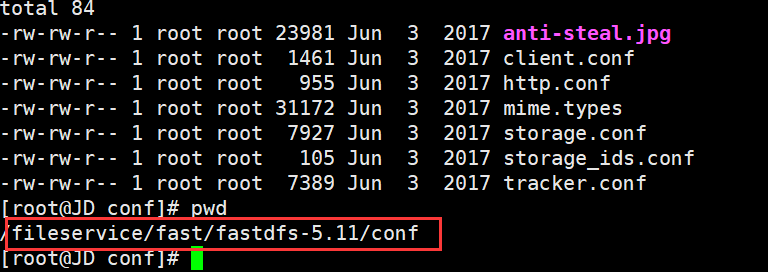 total 84
-rw-rw-r-- 1 root root 23981 Jun  3  2017 anti-steal.jpg
-rw-rw-r-- 1 root root  1461 Jun  3  2017 client.conf
-rw-rw-r-- 1 root root   955 Jun  3  2017 http.conf
-rw-rw-r-- 1 root root 31172 Jun  3  2017 mime.types
-rw-rw-r-- 1 root root  7927 Jun  3  2017 storage.conf
-rw-rw-r-- 1 root root   105 Jun  3  2017 storage_ids.conf
-rw-rw-r-- 1 root root  7389 Jun  3  2017 tracker.conf
[root@JD conf]# pwd
/fileservice/fast/fastdfs-5.11/conf
[root@JD conf]#